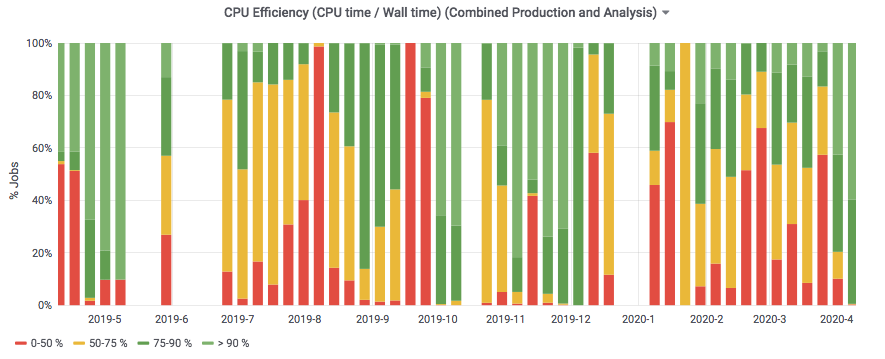 CPU Efficiency (CPU time / Wall time) (Combined Production and Analysis)
100%
80%
60%
40%
20%
0%
% Jobs
2019-5 2019-6 2019-7 2019-8 2019-9 2019-10 2019-11 2019-12 2020-1 2020-2 2020-3 2020-4
0-50 % 50-75 % 75-90 % > 90 %